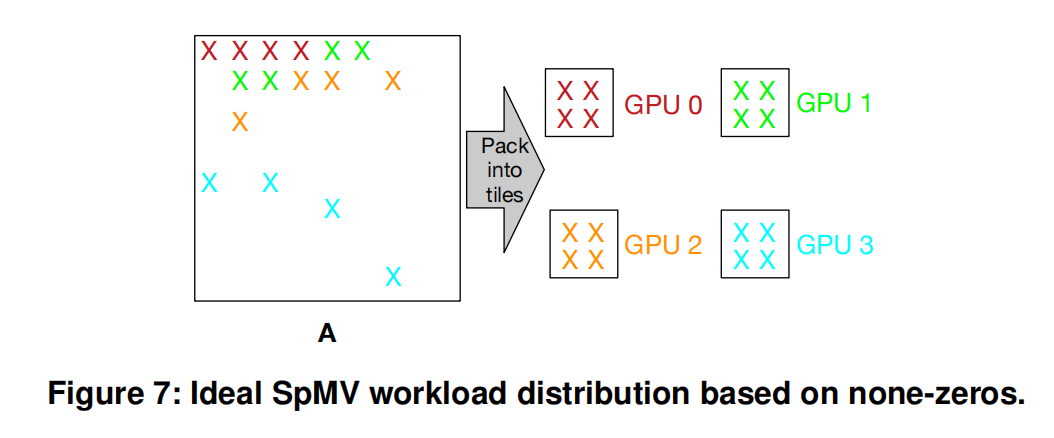 X X X X X X
X X X X X
X
X X
X
X
A
Pack
into
tiles
X X
X X
GPU 0
X X
X X
GPU 1
X X
X X
GPU 2
X X
X X
GPU 3
Figure 7: Ideal SpMV workload distribution based on none-zeros.